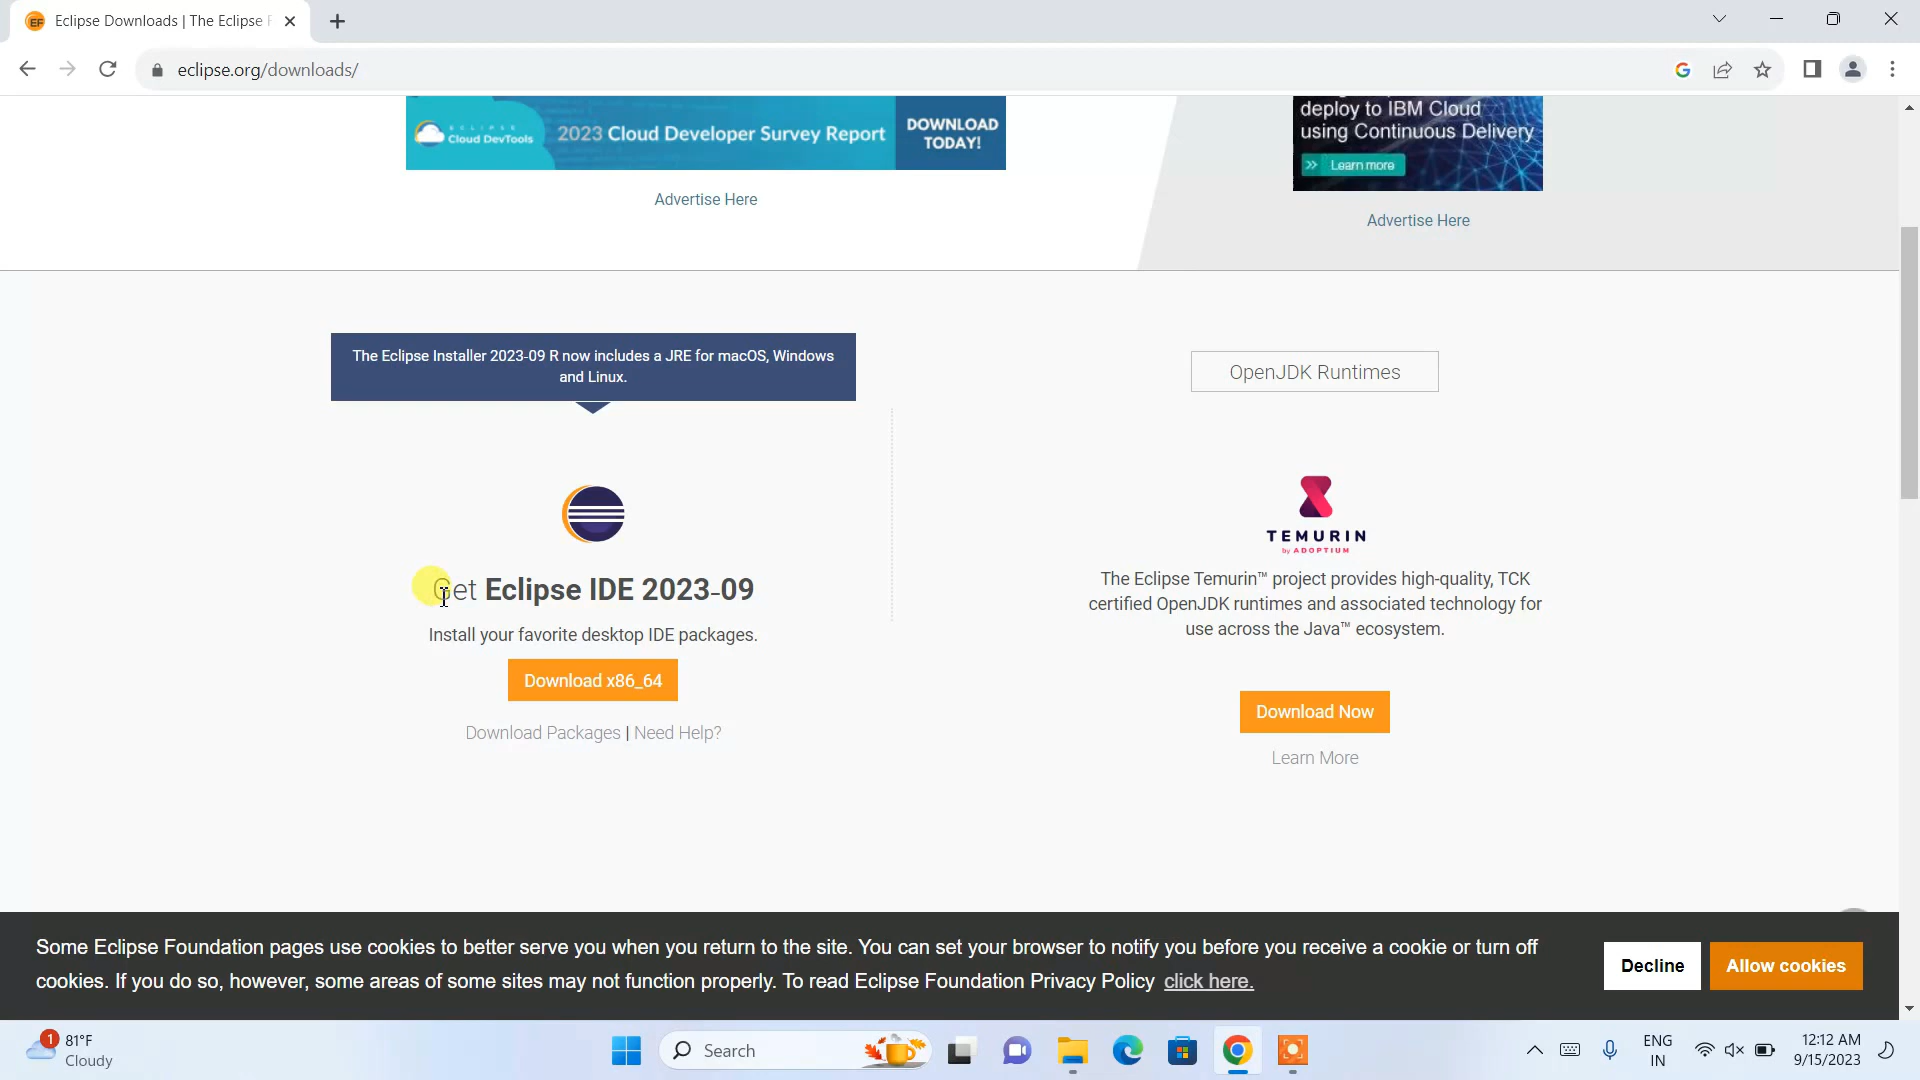 Eclipse Downloads | The Eclipse F
eclipse.org/downloads/
ECLIPSE
Cloud DevTools
2023 Cloud Developer Survey Report
DOWNLOAD
TODAY!
Advertise Here
deploy to IBM Cloud
using Continuous Delivery
Learn more
Advertise Here
The Eclipse Installer 2023-09 R now includes a JRE for macOS, Windows
and Linux.
Get Eclipse IDE 2023-09
Install your favorite desktop IDE packages.
Download x86_64
Download Packages | Need Help?
OpenJDK Runtimes
TEMURIN
by ADOPTIUM
The Eclipse Temurin™ project provides high-quality, TCK
certified OpenJDK runtimes and associated technology for
use across the Java™ ecosystem.
Download Now
Learn More
Some Eclipse Foundation pages use cookies to better serve you when you return to the site. You can set your browser to notify you before you receive a cookie or turn off
cookies. If you do so, however, some areas of some sites may not function properly. To read Eclipse Foundation Privacy Policy click here.
Decline
Allow cookies
1
81°F
Cloudy
Search
ENG
IN
12:12 AM
9/15/2023